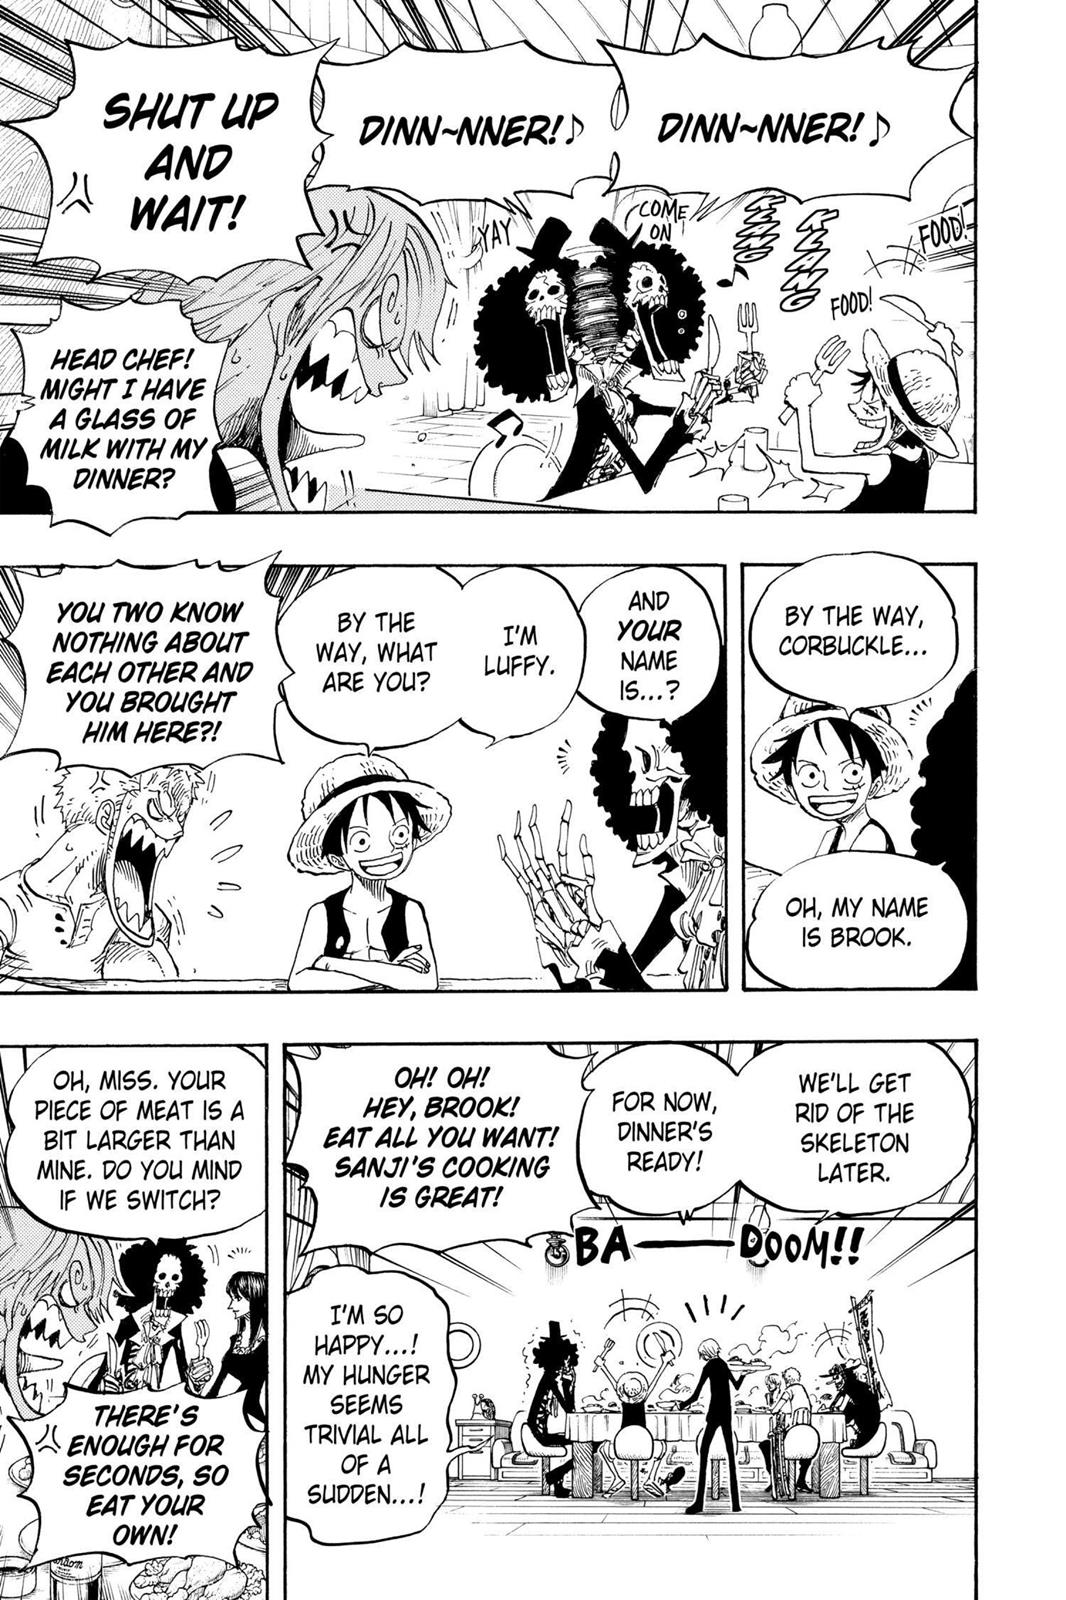 DINN~NNER!♪
DINN~NNER!♪
FOOD!
FOOD!
KLANG
KLANG
COME
ON
YAY
SHUT UP
AND
WAIT!
HEAD CHEF!
MIGHT I HAVE
A GLASS OF
MILK WITH MY
DINNER?
BY THE WAY,
CORBUCKLE...
OH, MY NAME
IS BROOK.
AND
YOUR
NAME
IS...?
I'M
LUFFY.
BY THE
WAY, WHAT
ARE YOU?
YOU TWO KNOW
NOTHING ABOUT
EACH OTHER AND
YOU BROUGHT
HIM HERE?!
WE'LL GET
RID OF THE
SKELETON
LATER.
FOR NOW,
DINNER'S
READY!
OH! OH!
HEY, BROOK!
EAT ALL YOU WANT!
SANJI'S COOKING
IS GREAT!
BA——DOOM!!
I'M SO
HAPPY...!
MY HUNGER
SEEMS
TRIVIAL ALL
OF A
SUDDEN...!
OH, MISS. YOUR
PIECE OF MEAT IS A
BIT LARGER THAN
MINE. DO YOU MIND
IF WE SWITCH?
THERE'S
ENOUGH FOR
SECONDS, SO
EAT YOUR
OWN!